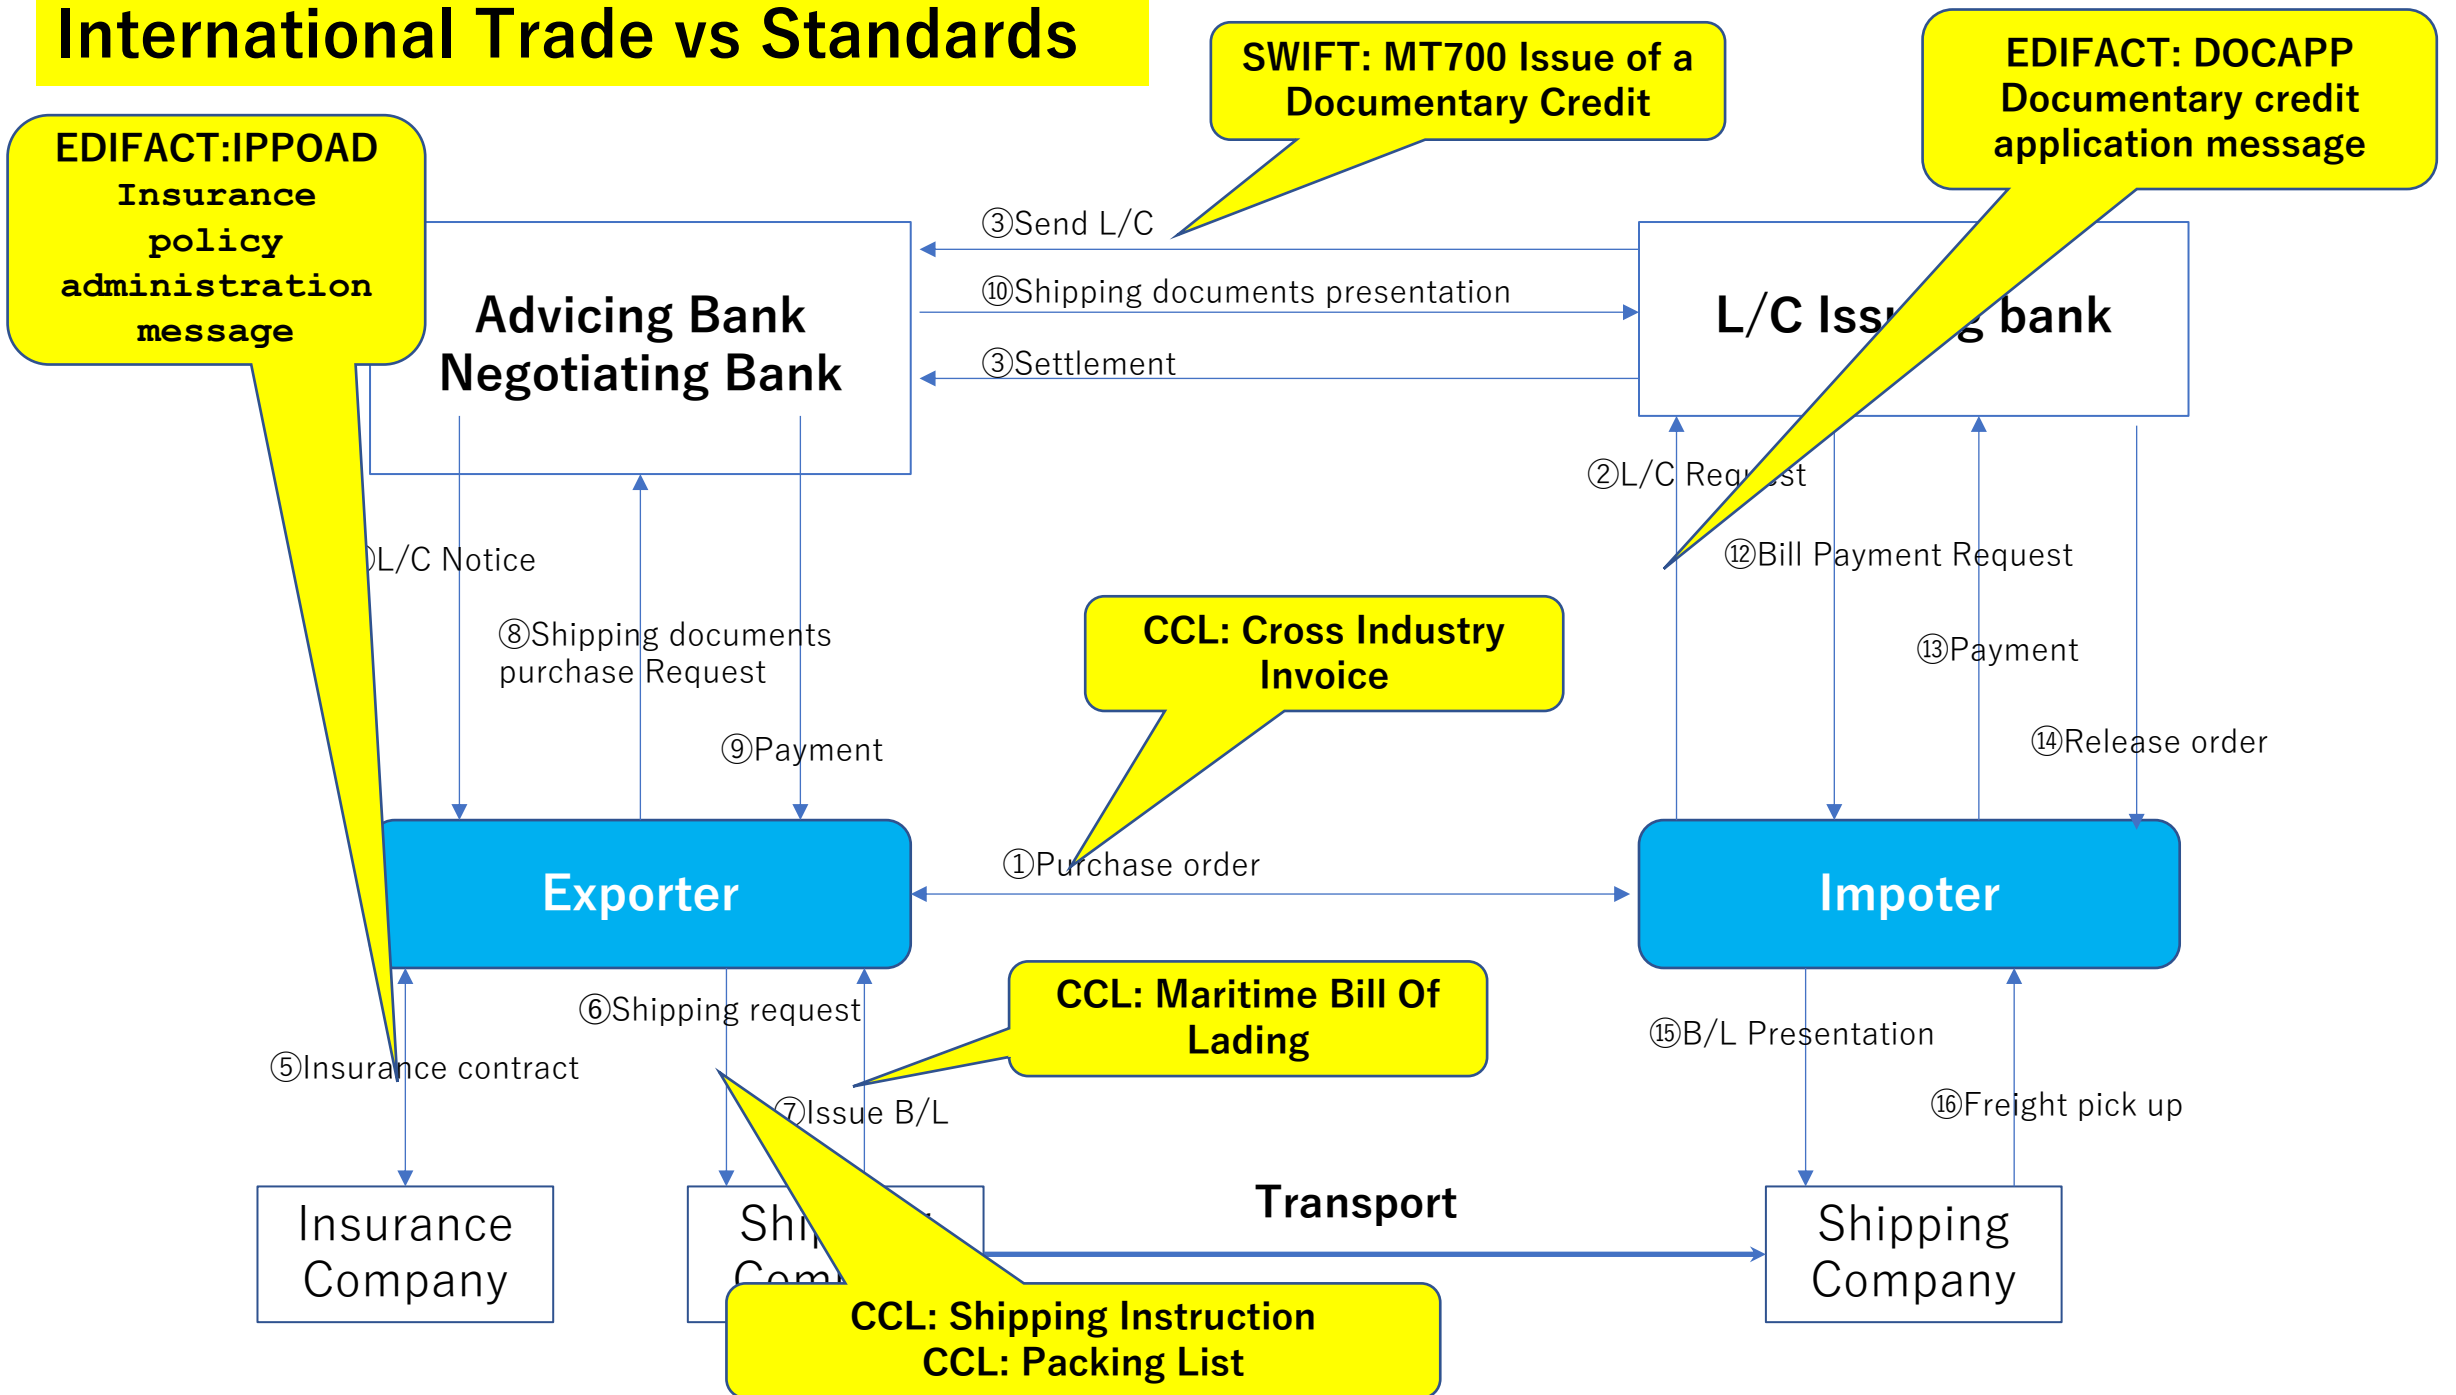 International Trade vs Standards
SWIFT: MT700 Issue of a
Documentary Credit
EDIFACT: DOCAPP
Documentary credit
application message
EDIFACT:IPPOAD
Insurance
policy
administration
message
③Send L/C
⑩Shipping documents presentation
③Settlement
Advicing Bank
Negotiating Bank
L/C bank
②L/C
L/C Notice
⑫Bill Payment Request
⑧Shipping documents
purchase Request
CCL: Cross Industry
Invoice
⑬Payment
⑨Payment
⑭Release order
①Purchase order
Exporter
Impoter
⑥Shipping request
CCL: Maritime Bill Of
Lading
⑮B/L Presentation
⑤Insurance contract
⑦Issue B/L
⑯Freight pick up
Transport
Insurance
Company
Shipping
Company
CCL: Shipping Instruction
CCL: Packing List